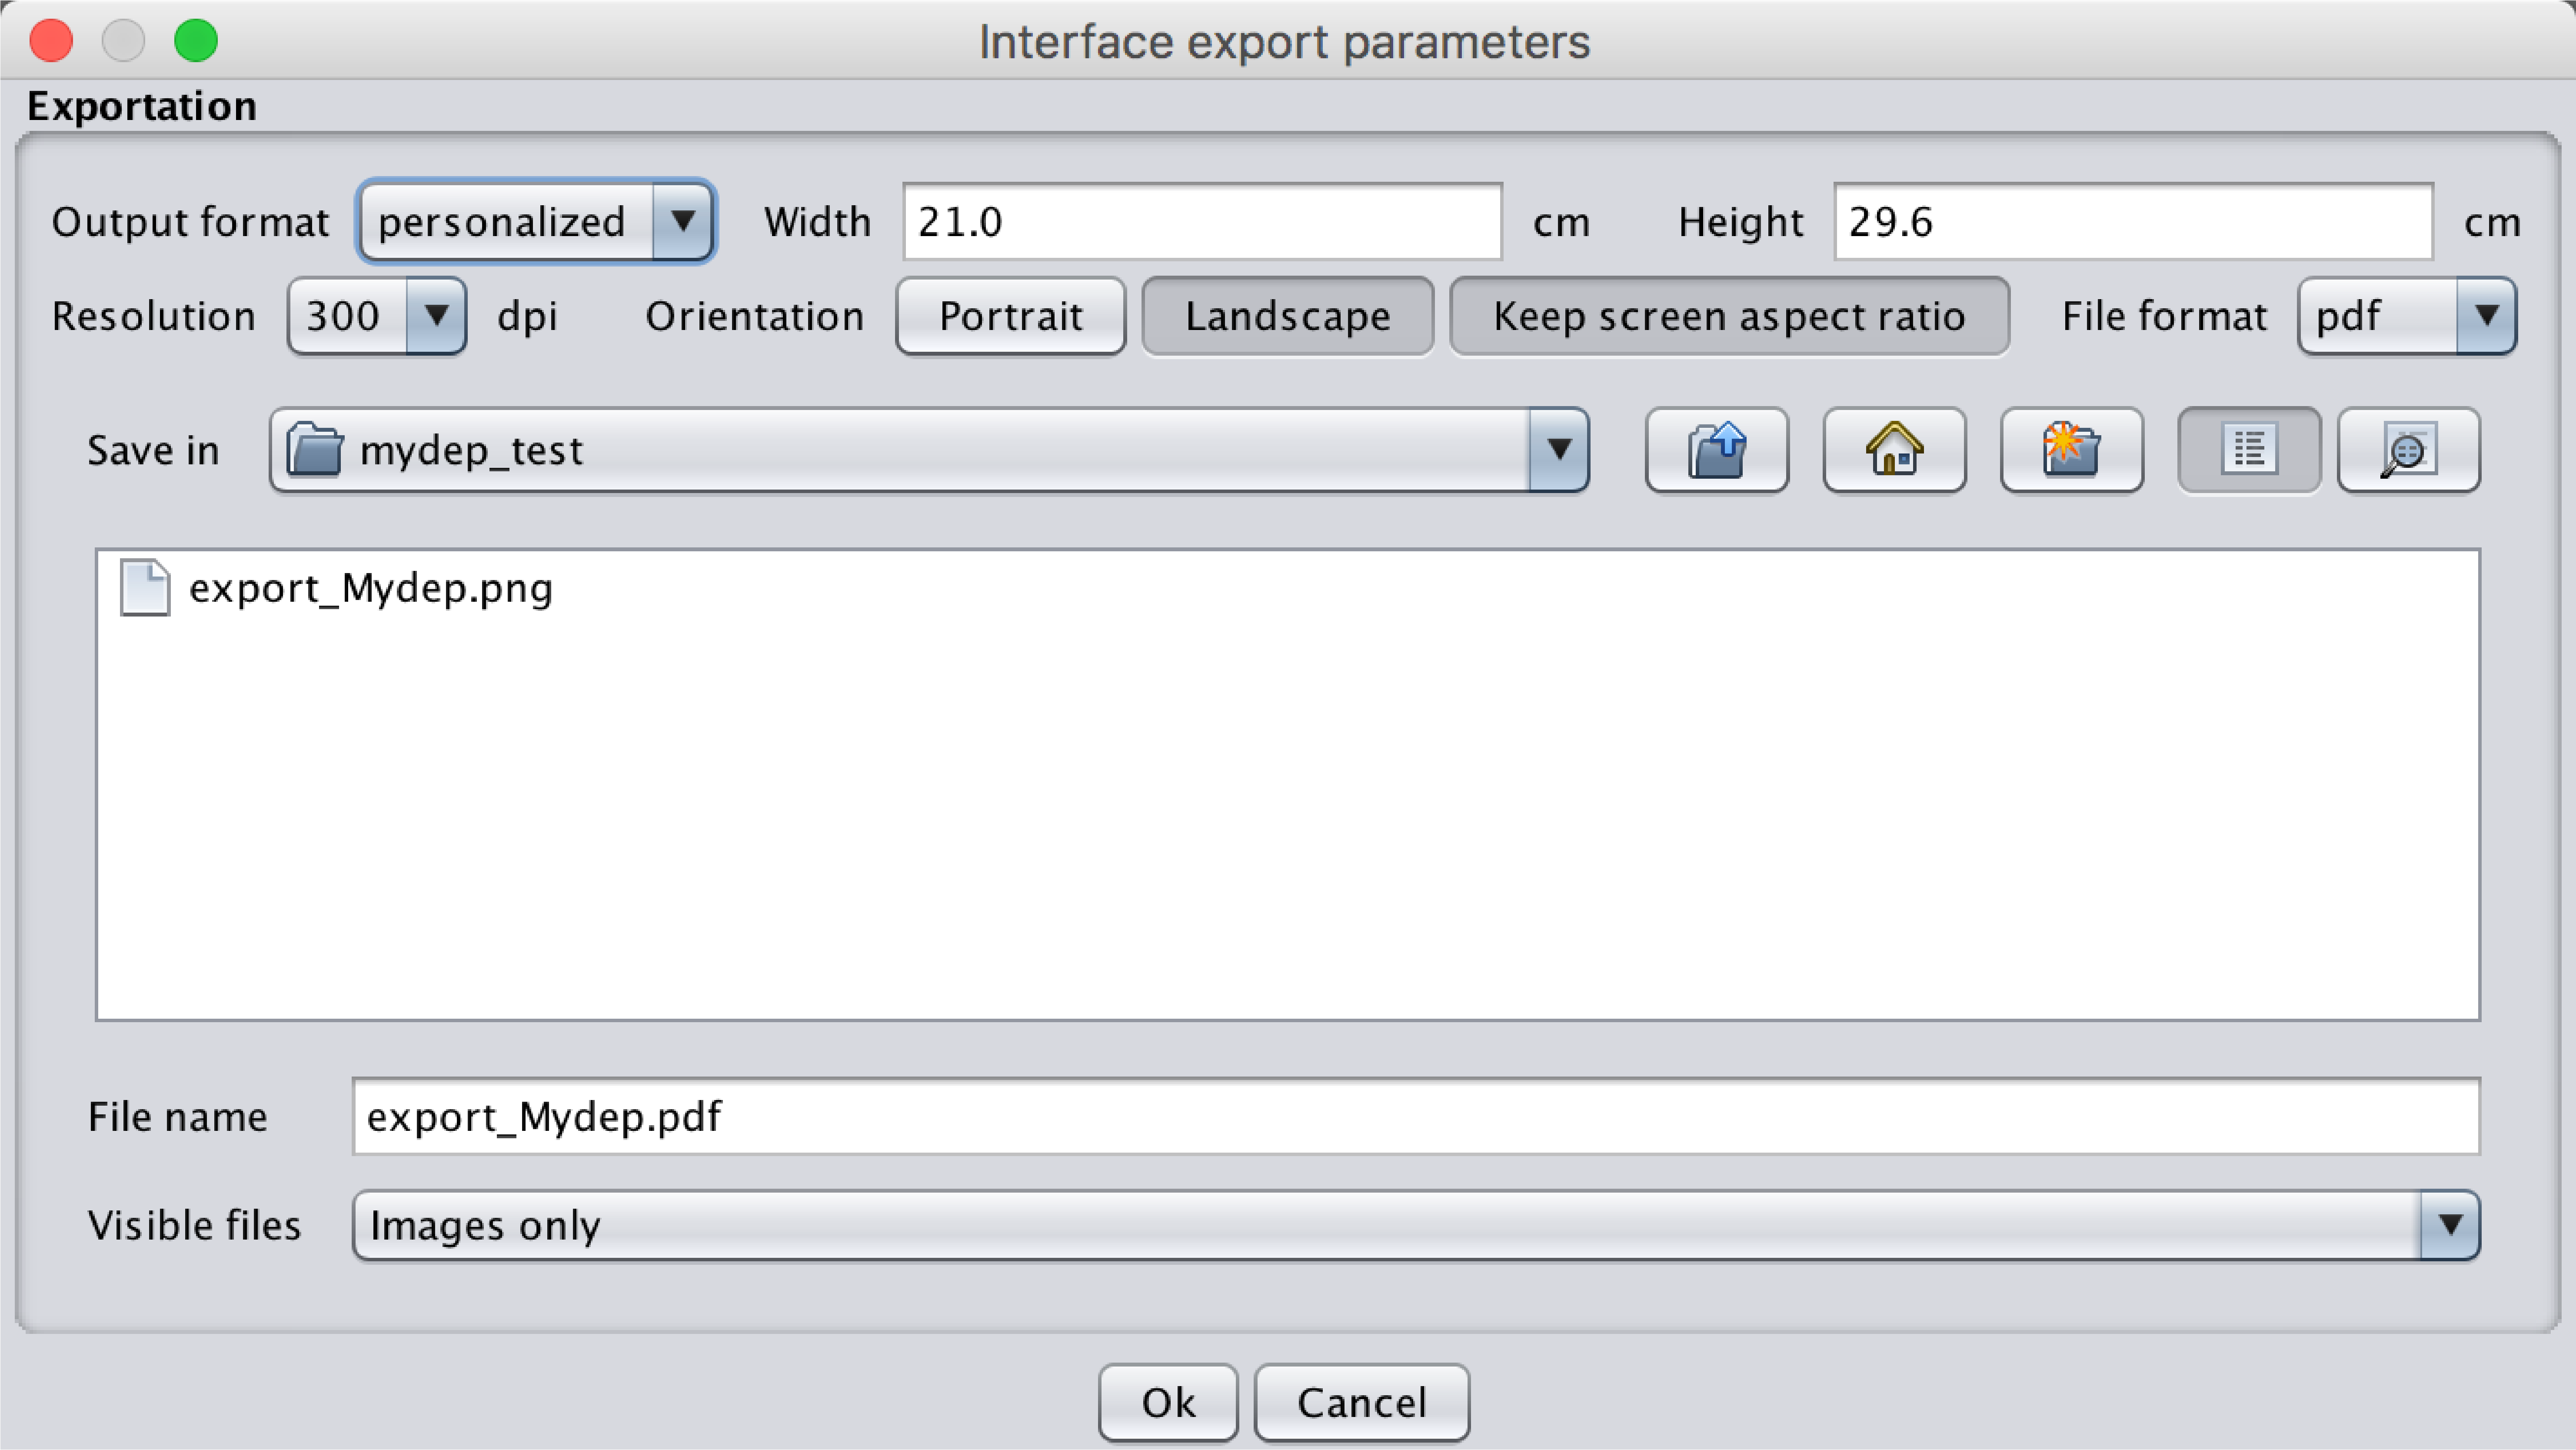 Interface export parameters
Exportation
Output format personalized Width 21.0 cm Height 29.6 cm
Resolution 300 dpi Orientation Portrait Landscape Keep screen aspect ratio File format pdf
Save in mydep_test
export_Mydep.png
File name export_Mydep.pdf
Visible files Images only
Ok Cancel